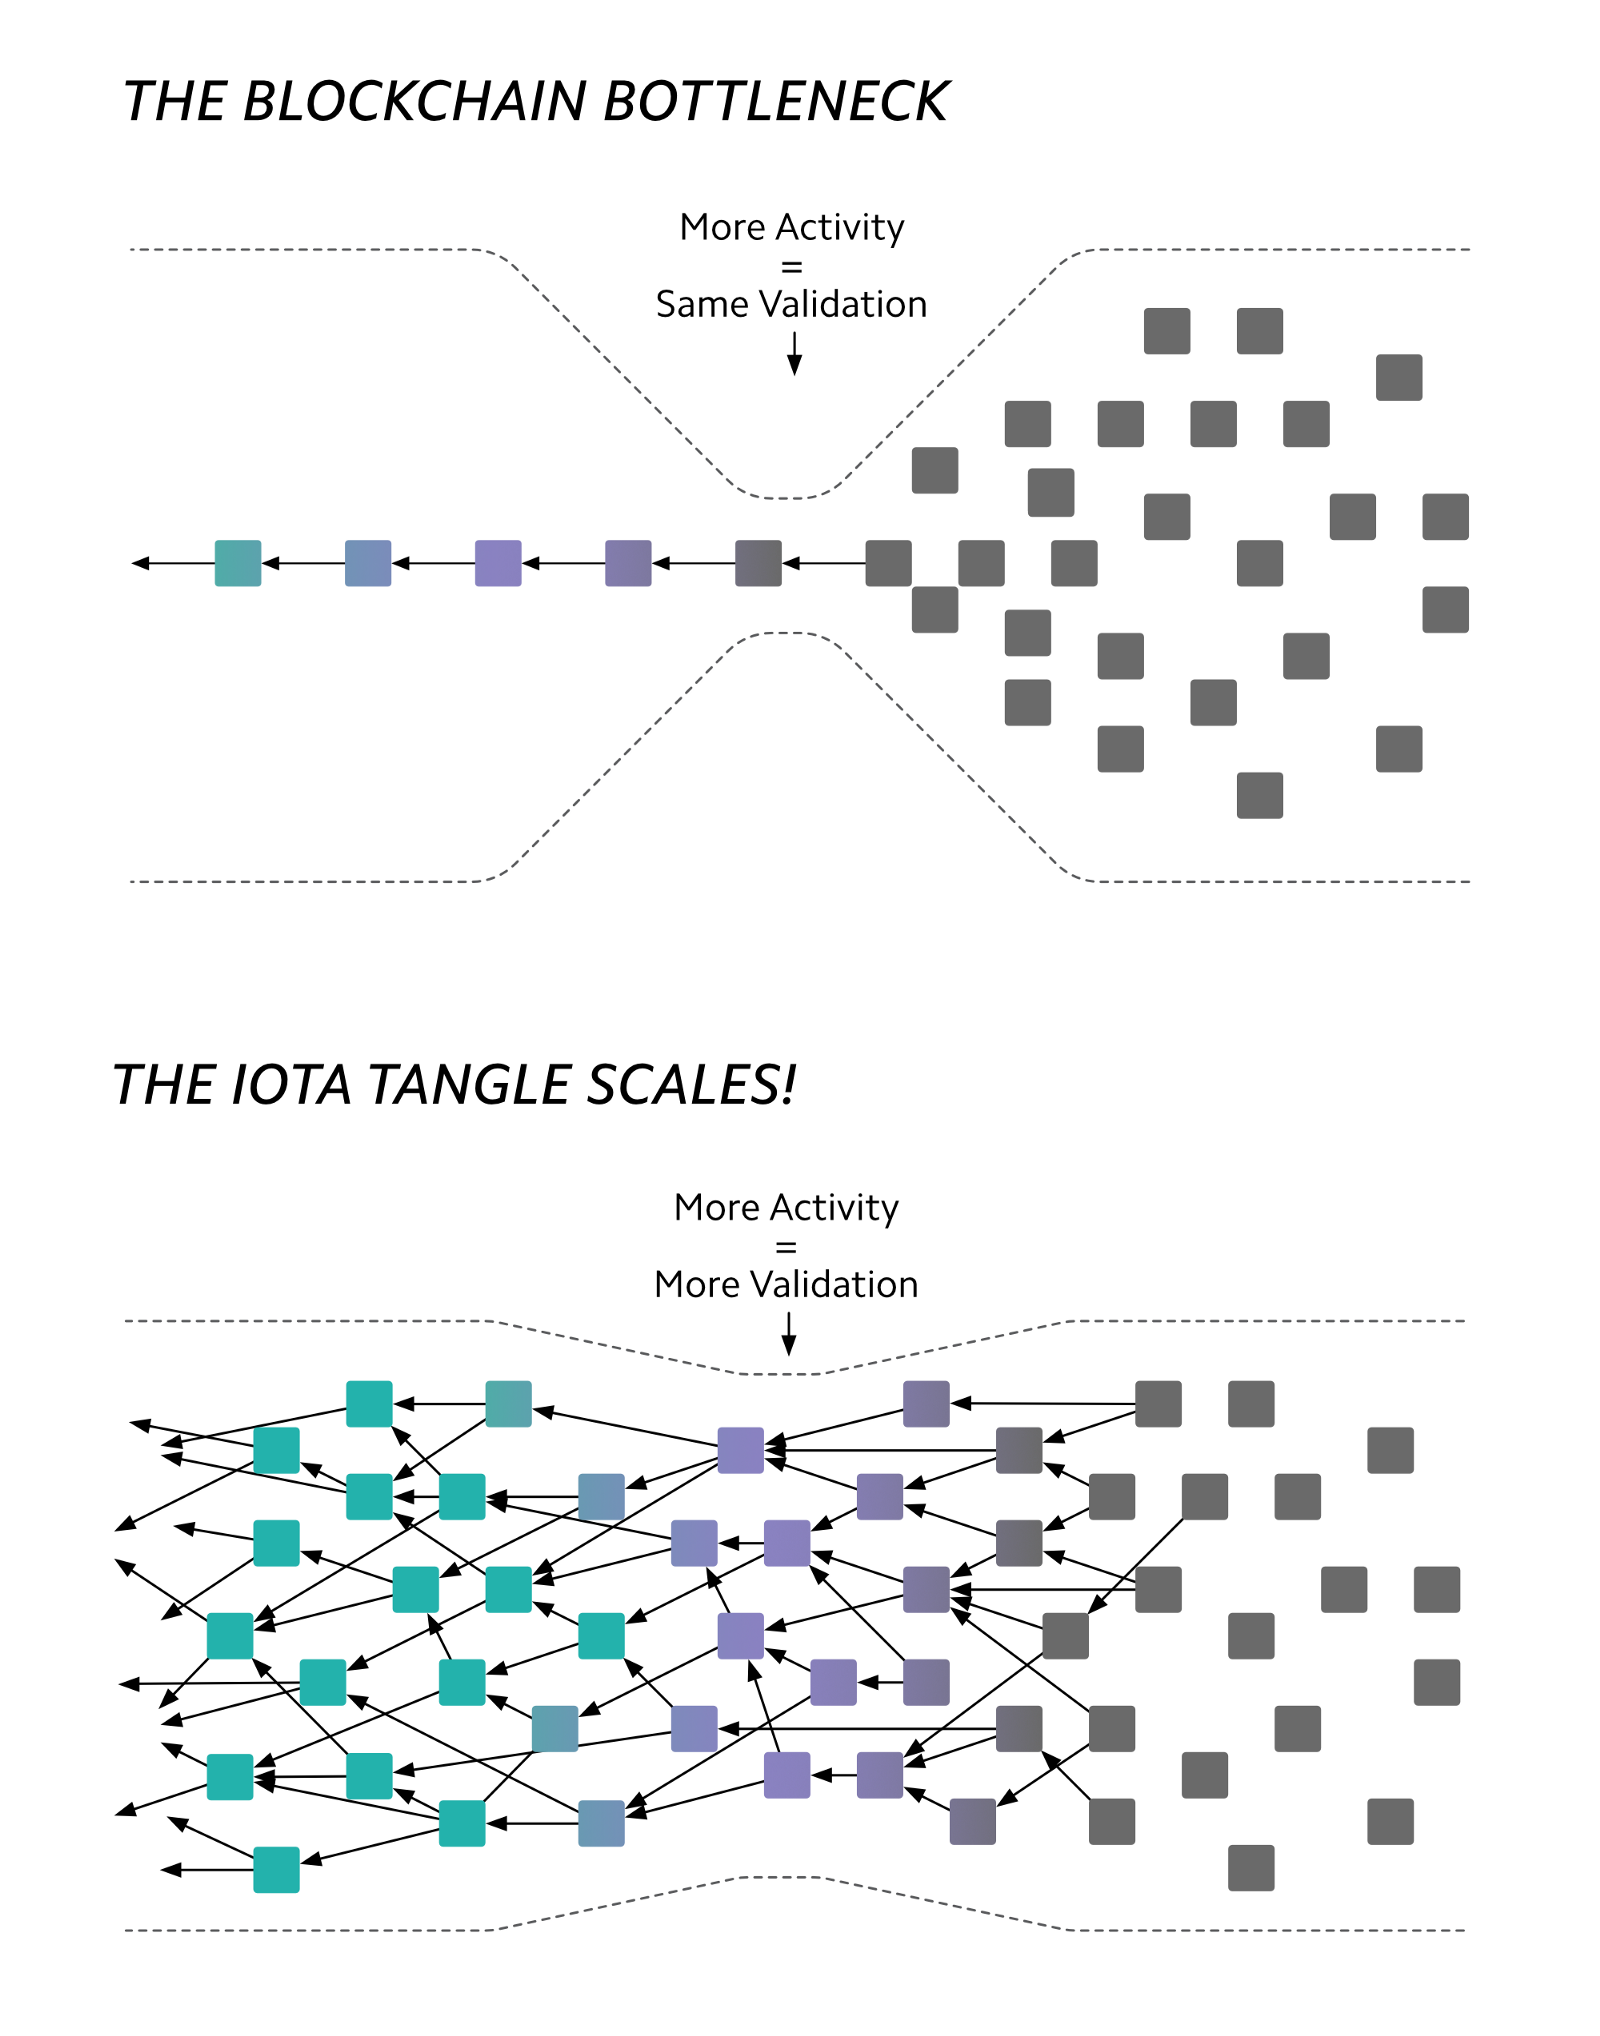 THE BLOCKCHAIN BOTTLENECK
More Activity
=
Same Validation
THE IOTA TANGLE SCALES!
More Activity
=
More Validation